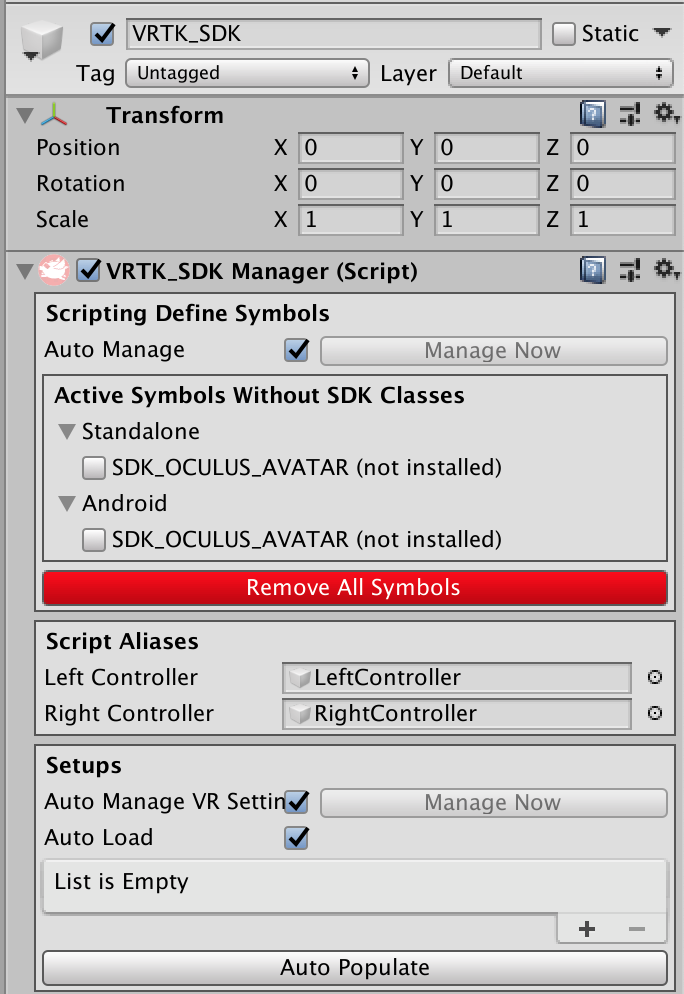 VRTK_SDK Static
Tag Untagged Layer Default
Transform
Position X 0 Y 0 Z 0
Rotation X 0 Y 0 Z 0
Scale X 1 Y 1 Z 1
VRTK_SDK Manager (Script)
Scripting Define Symbols
Auto Manage Manage Now
Active Symbols Without SDK Classes
Standalone
SDK_OCULUS_AVATAR (not installed)
Android
SDK_OCULUS_AVATAR (not installed)
Remove All Symbols
Script Aliases
Left Controller LeftController
Right Controller RightController
Setups
Auto Manage VR Settin Manage Now
Auto Load
List is Empty
+ −
Auto Populate